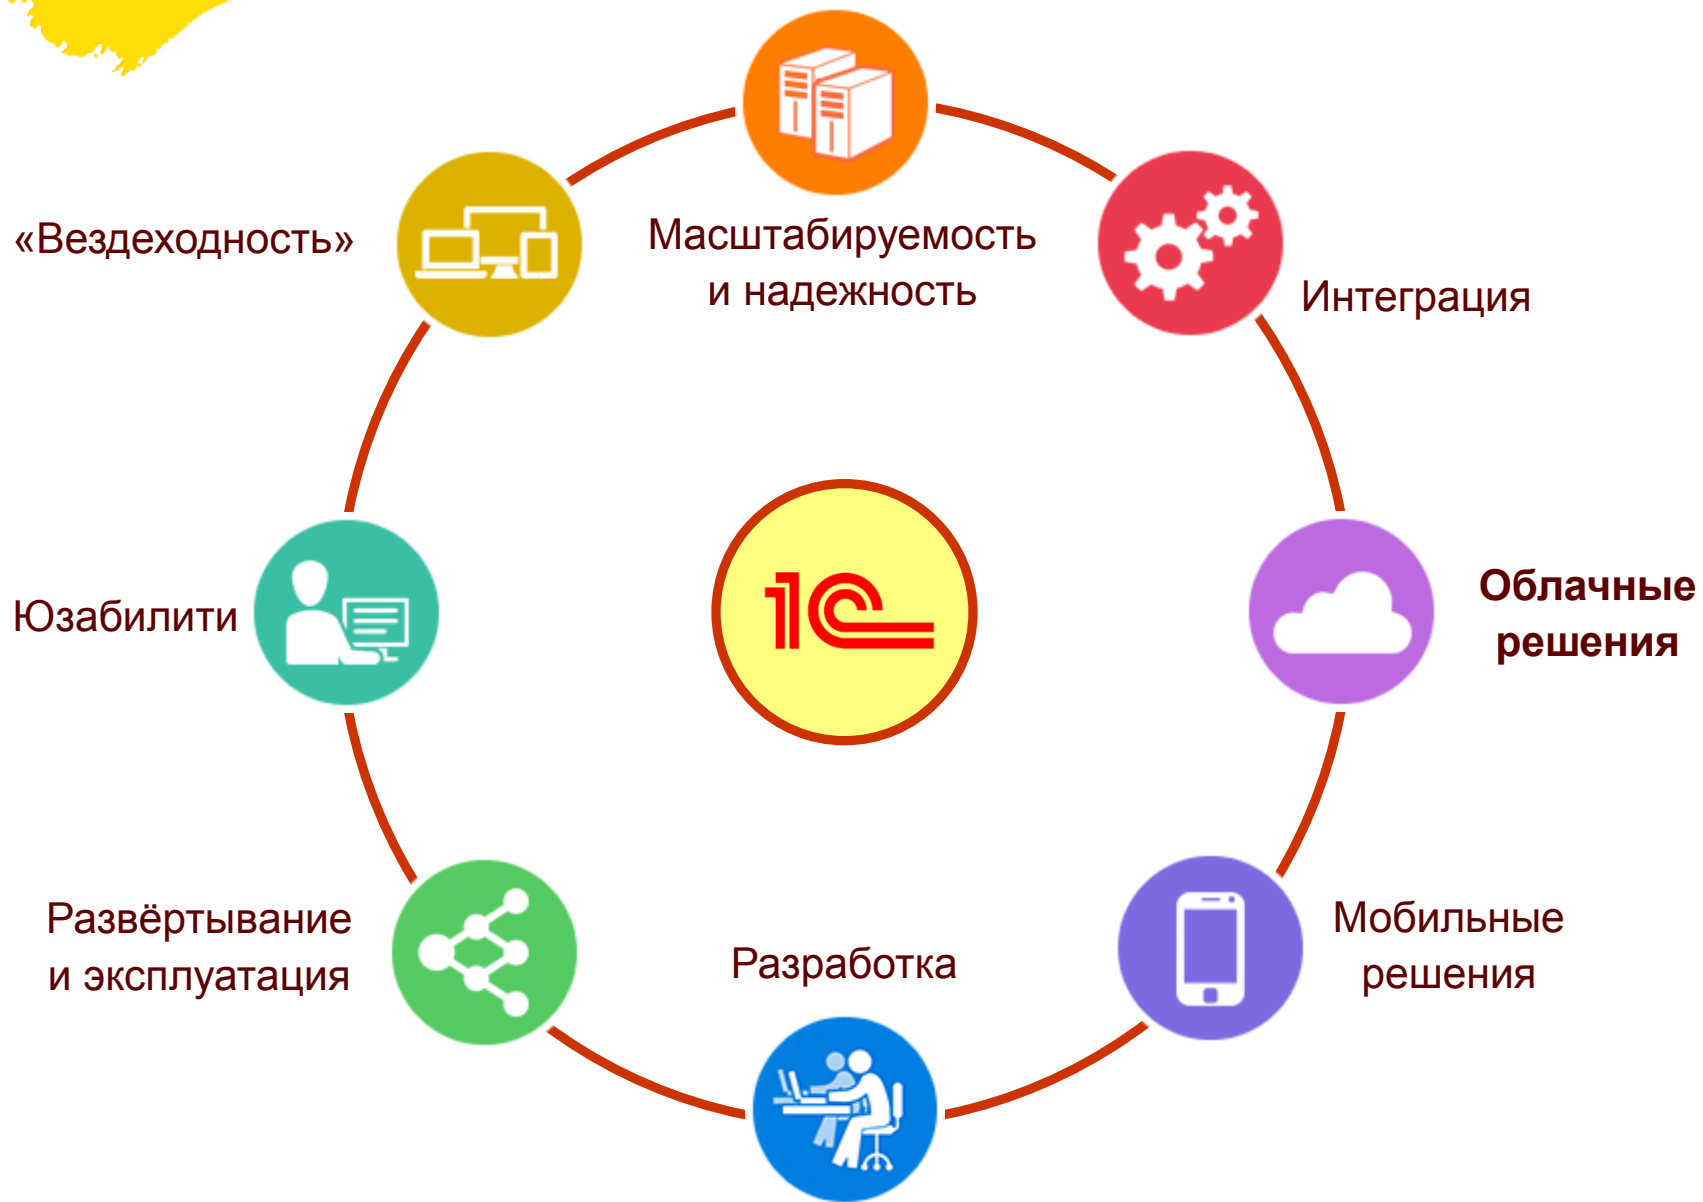 Масштабируемость
и надежность
«Вездеходность»
Интеграция
1С
Облачные
решения
Юзабилити
Развёртывание
и эксплуатация
Разработка
Мобильные
решения